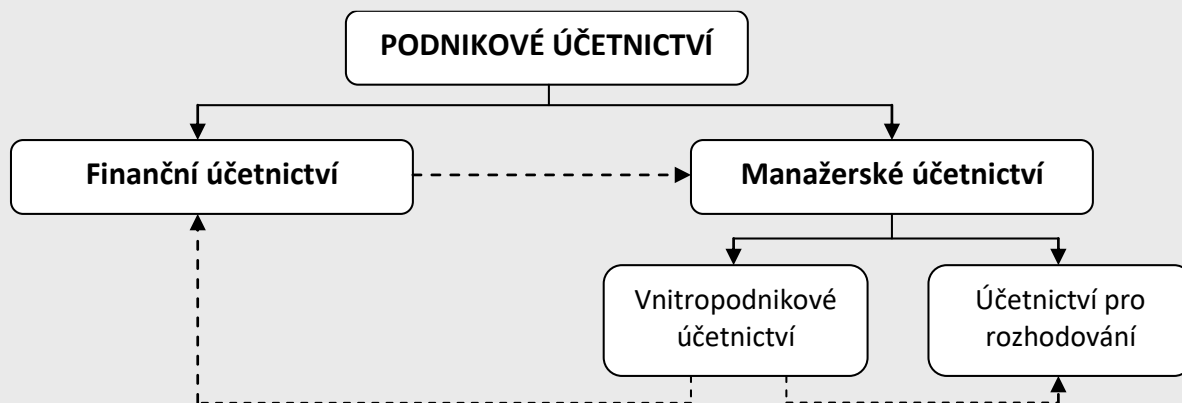 PODNIKOVÉ ÚČETNICTVÍ
Finanční účetnictví
Manažerské účetnictví
Vnitropodnikové
účetnictví
Účetnictví pro
rozhodování